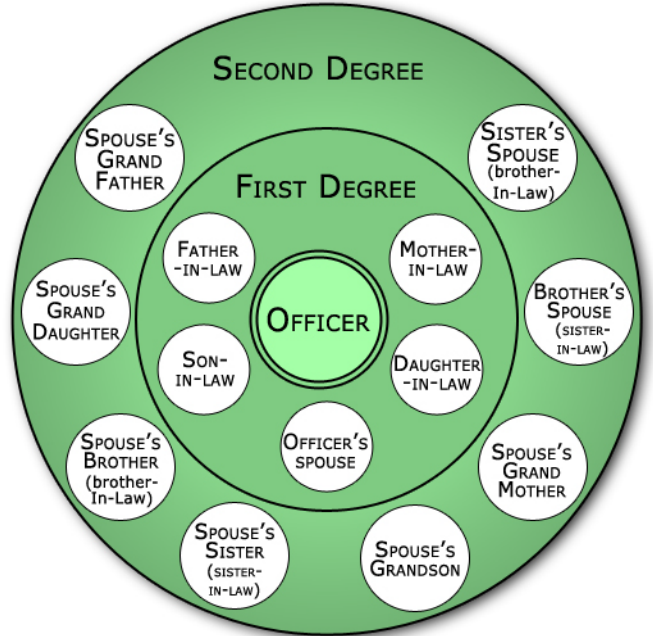 Second Degree
Spouse's
Grand
Father
Sister's
Spouse
(brother-
In-Law)
First Degree
Father
-in-law
Mother-
in-law
Officer
Spouse's
Grand
Daughter
Brother's
Spouse
(sister-
in-law)
Son-
in-law
Daughter
-in-law
Officer's
spouse
Spouse's
Brother
(brother-
In-Law)
Spouse's
Grand
Mother
Spouse's
Sister
(sister-
in-law)
Spouse's
Grandson